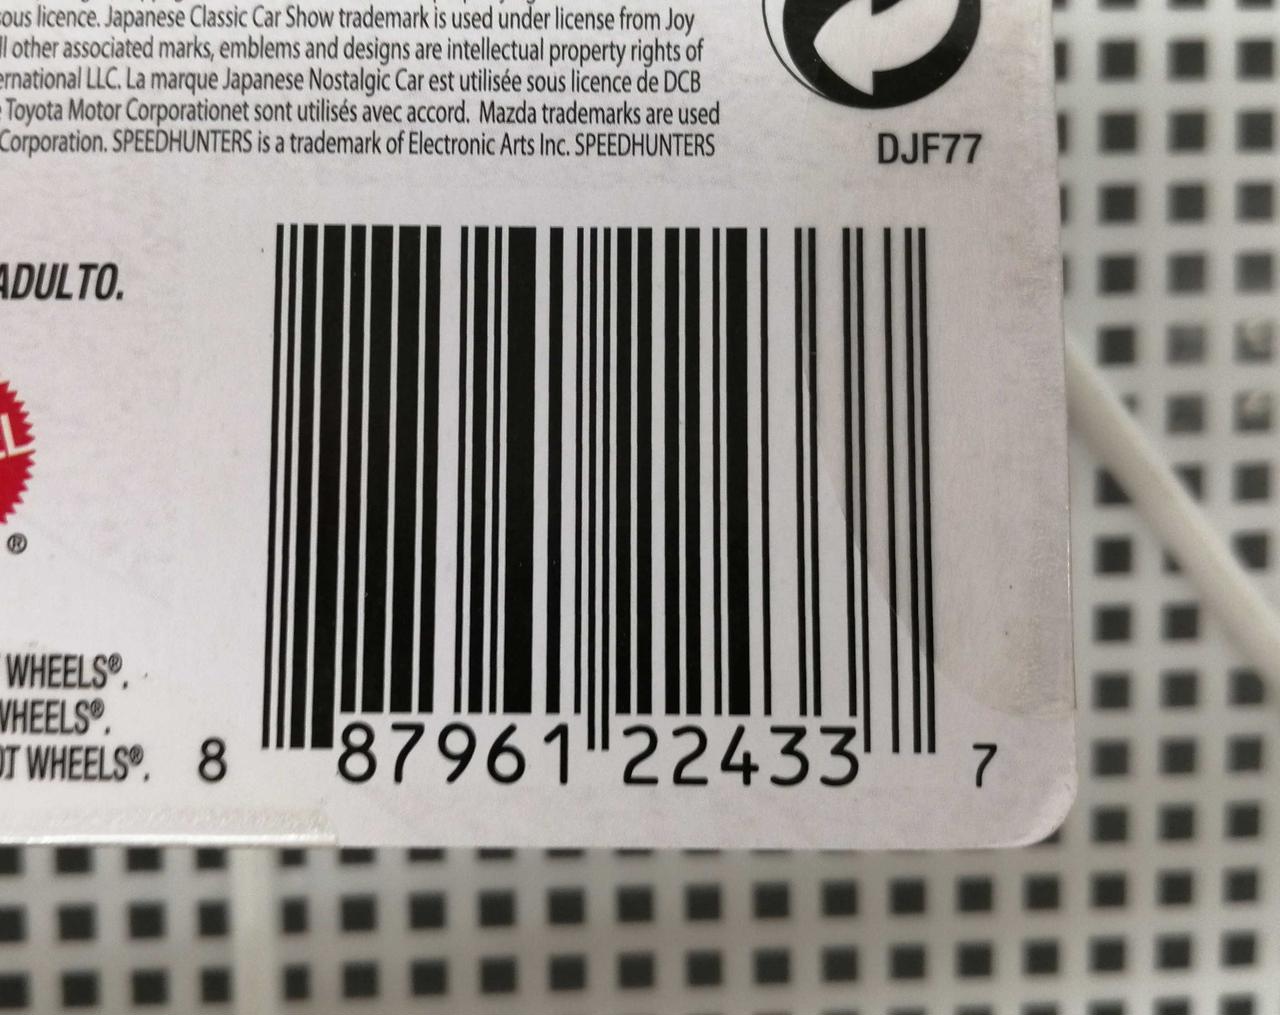 sous licence. Japanese Classic Car Show trademark is used under license from Joy
ll other associated marks, emblems and designs are intellectual property rights of
ernational LLC. La marque Japanese Nostalgic Car est utilisée sous licence de DCB
Toyota Motor Corporationet sont utilisés avec accord. Mazda trademarks are used
Corporation. SPEEDHUNTERS is a trademark of Electronic Arts Inc. SPEEDHUNTERS
DJF77
ADULTO.
L
®
WHEELS®.
WHEELS®.
OT WHEELS®.
8 87961 22433 7